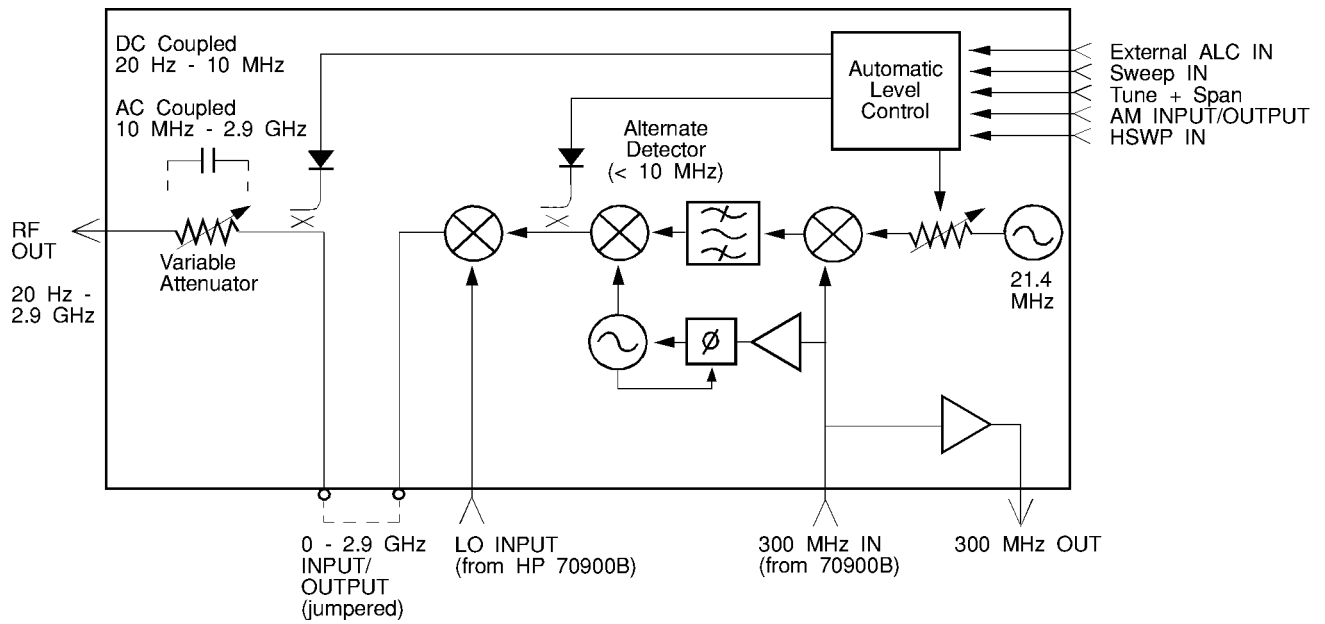 DC Coupled
20 Hz - 10 MHz
AC Coupled
10 MHz - 2.9 GHz
Automatic
Level
Control
External ALC IN
Sweep IN
Tune + Span
AM INPUT/OUTPUT
HSWP IN
Alternate
Detector
(< 10 MHz)
RF
OUT
20 Hz -
2.9 GHz
Variable
Attenuator
21.4
MHz
ø
0 - 2.9 GHz
INPUT/
OUTPUT
(jumpered)
LO INPUT
(from HP 70900B)
300 MHz IN
(from 70900B)
300 MHz OUT